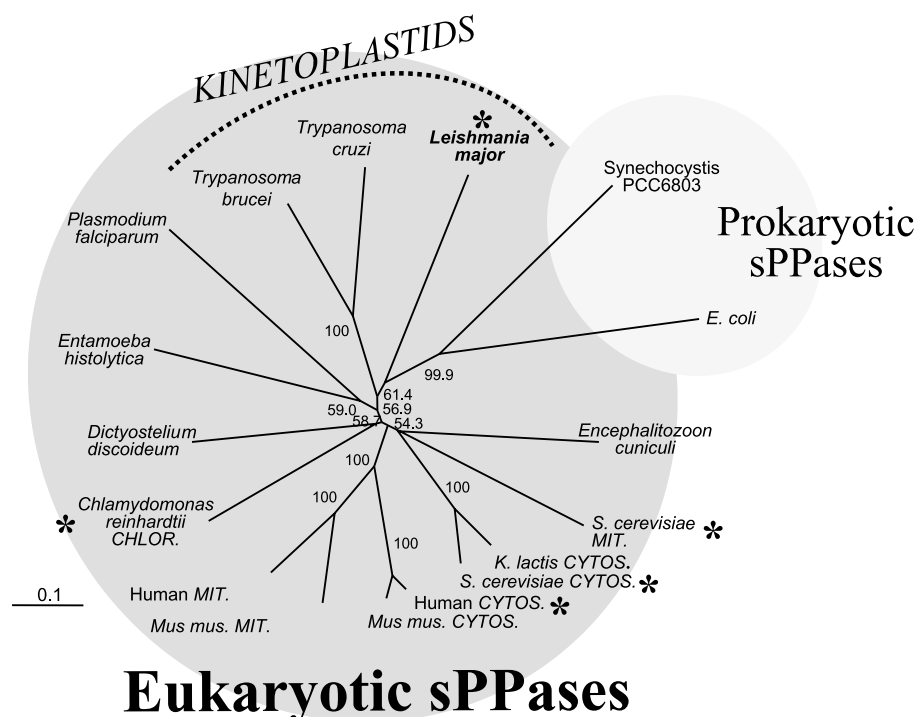 KINETOPLASTIDS
*
Trypanosoma
cruzi
Leishmania
major
Trypanosoma
brucei
Synechocystis
PCC6803
Plasmodium
falciparum
Prokaryotic
sPPases
E. coli
100
Entamoeba
histolytica
99.9
61.4
59.0
56.9
58.7
54.3
Dictyostelium
discoideum
Encephalitozoon
cuniculi
100
100
100
Chlamydomonas
reinhardtii
CHLOR.
*
S. cerevisiae
MIT.
*
100
K. lactis CYTOS.
S. cerevisiae CYTOS. *
0.1
Human MIT.
Human CYTOS. *
Mus mus. MIT.
Mus mus. CYTOS.
Eukaryotic sPPases